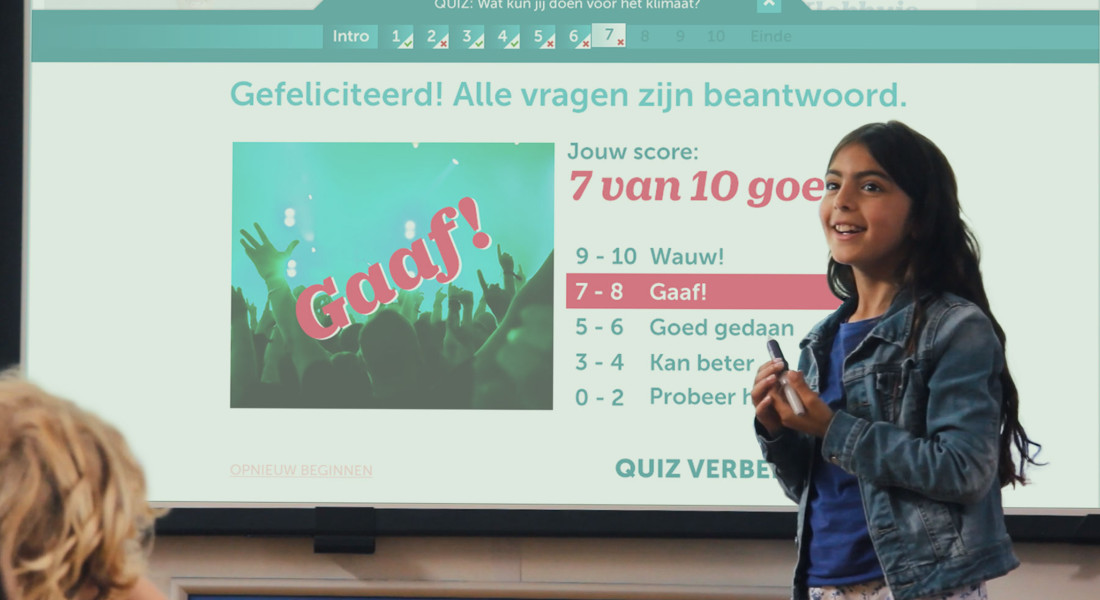 QUIZ: Wat kun jij doen voor het klimaat?
Intro 1 2 3 4 5 6 7 8 9 10 Einde
Gefeliciteerd! Alle vragen zijn beantwoord.
Gaaf!
Jouw score:
7 van 10 goe
9 - 10 Wauw!
7 - 8 Gaaf!
5 - 6 Goed gedaan
3 - 4 Kan beter
0 - 2 Probeer h
OPNIEUW BEGINNEN
QUIZ VERBE